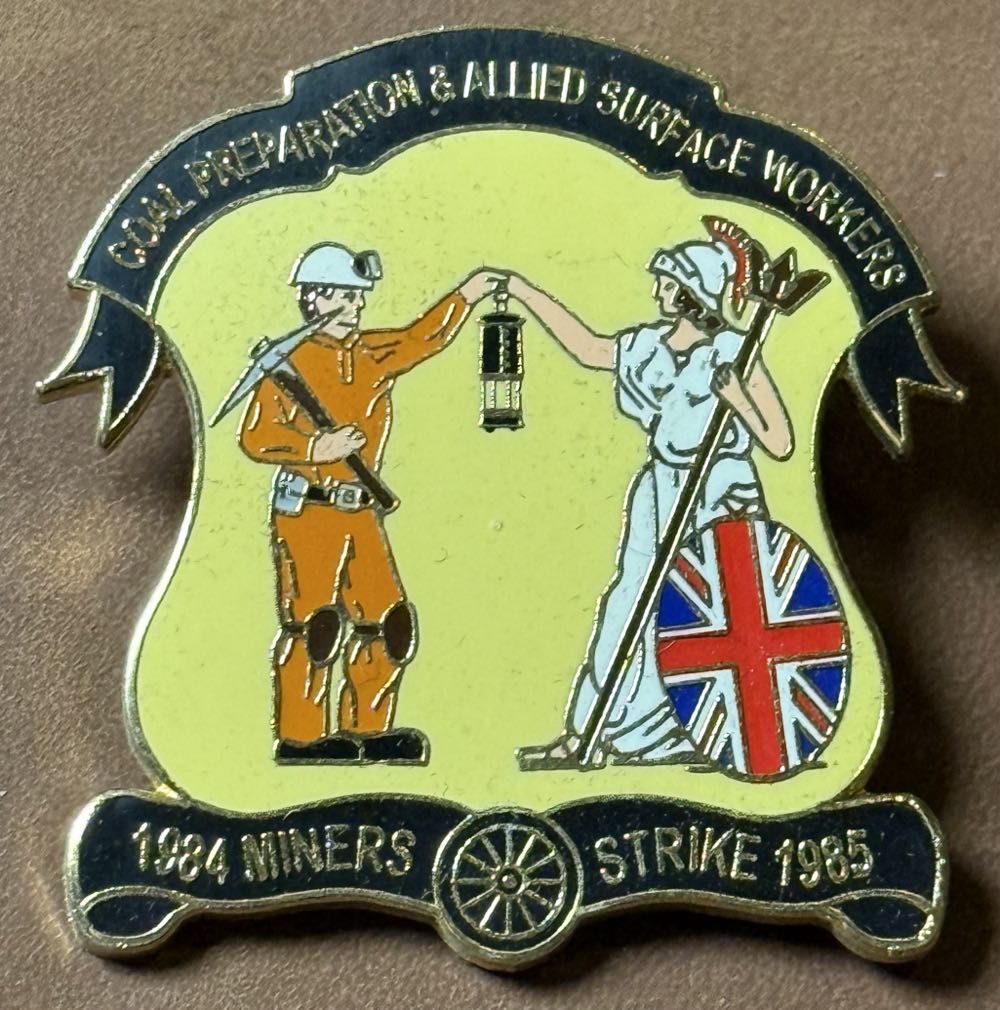 COAL PREPARATION & ALLIED SURFACE WORKERS
1984 MINERS STRIKE 1985